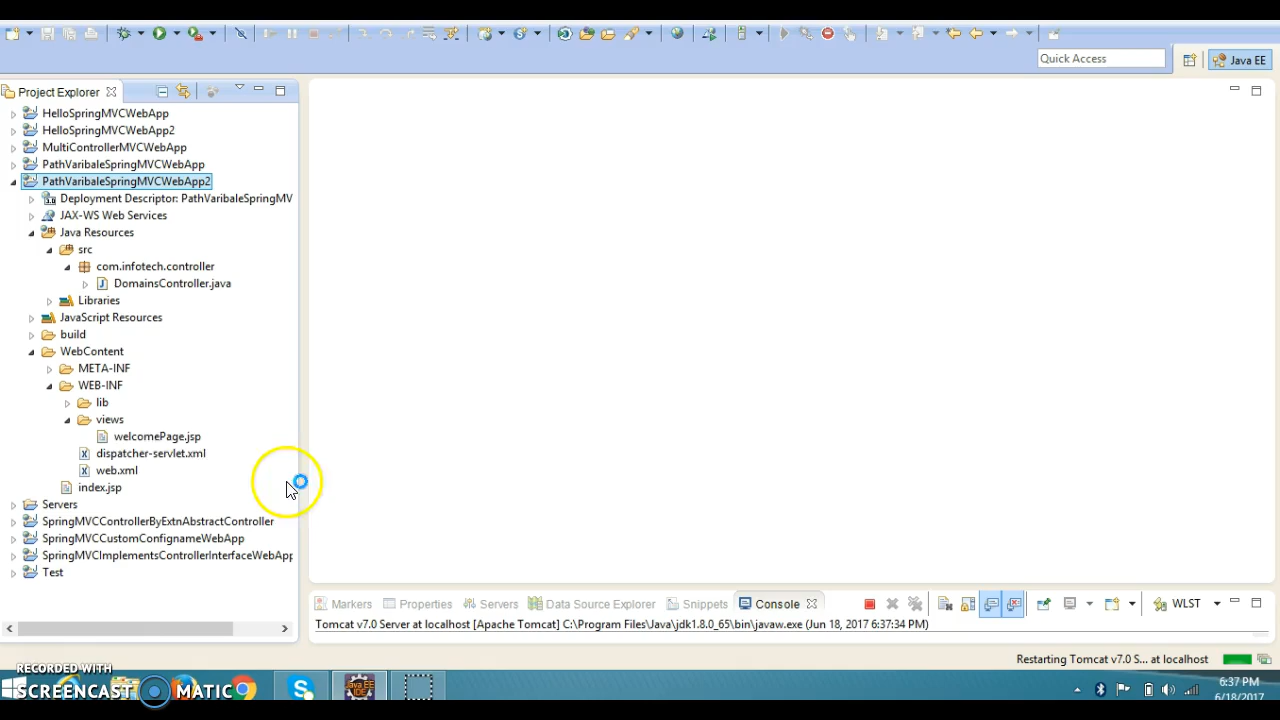 Quick Access
Java EE
Project Explorer
HelloSpringMVCWebApp
HelloSpringMVCWebApp2
MultiControllerMVCWebApp
PathVaribaleSpringMVCWebApp
PathVaribaleSpringMVCWebApp2
Deployment Descriptor: PathVaribaleSpringMV
JAX-WS Web Services
Java Resources
src
com.infotech.controller
DomainsController.java
Libraries
JavaScript Resources
build
WebContent
META-INF
WEB-INF
lib
views
welcomePage.jsp
dispatcher-servlet.xml
web.xml
index.jsp
Servers
SpringMVCControllerByExtnAbstractController
SpringMVCCustomConfignameWebApp
SpringMVCImplementsControllerInterfaceWebApp
Test
Markers Properties Servers Data Source Explorer Snippets Console WLST
Tomcat v7.0 Server at localhost [Apache Tomcat] C:\Program Files\Java\jdk1.8.0_65\bin\javaw.exe (Jun 18, 2017 6:37:34 PM)
Restarting Tomcat v7.0 S... at localhost
RECORDED WITH
SCREENCAST MATIC
Java EE
IDE
6:37 PM
6/18/2017